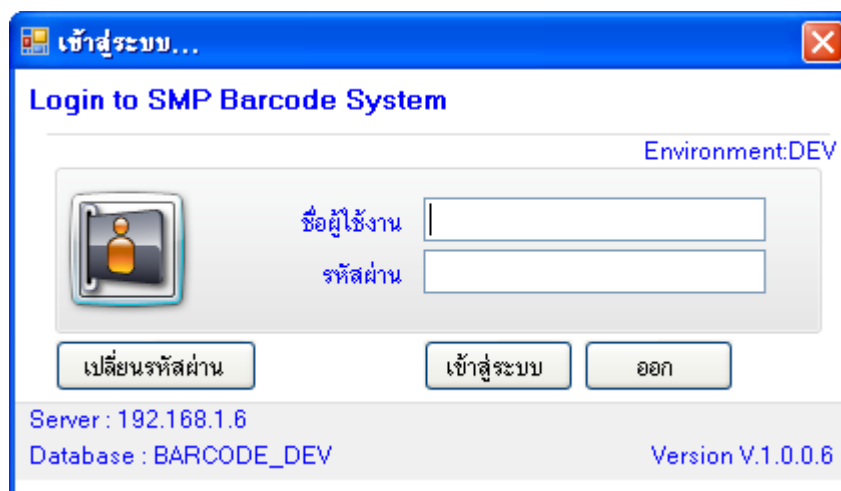 เข้าสู่ระบบ...
Login to SMP Barcode System
Environment:DEV
ชื่อผู้ใช้งาน
รหัสผ่าน
เปลี่ยนรหัสผ่าน เข้าสู่ระบบ ออก
Server : 192.168.1.6
Database : BARCODE_DEV Version V.1.0.0.6